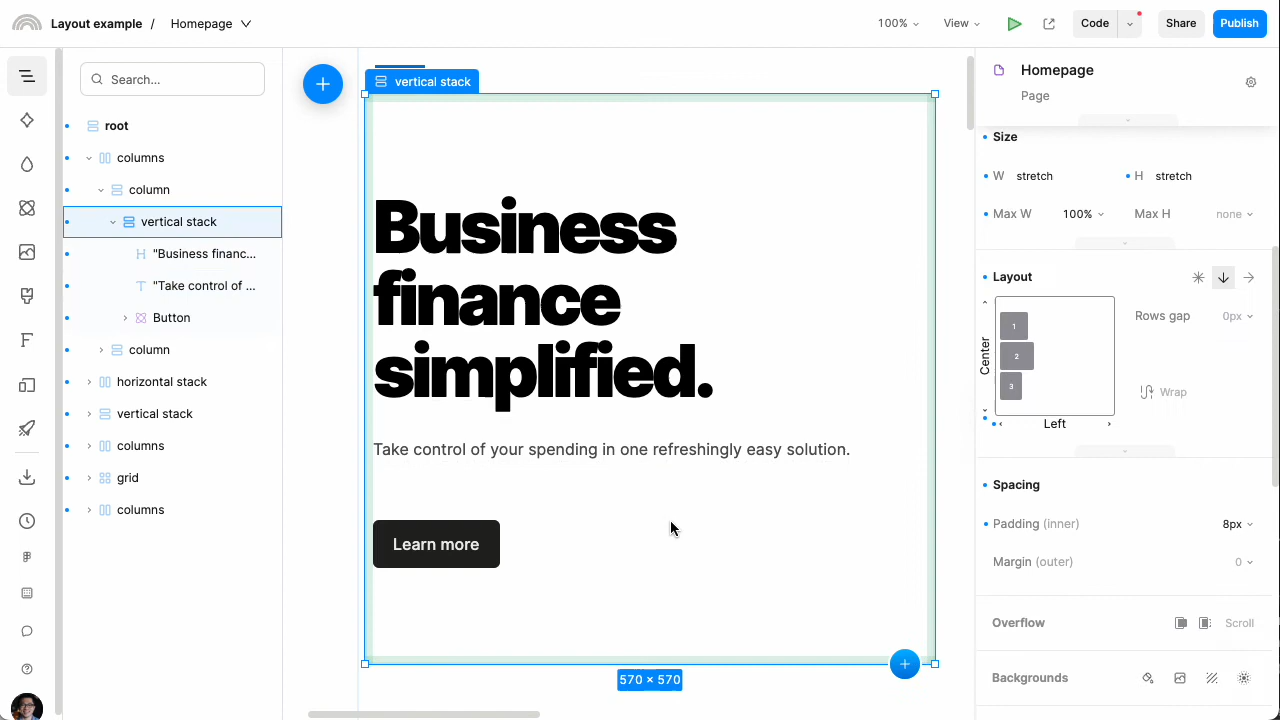 Layout example / Homepage
100% View Code Share Publish
Search...
root
columns
column
vertical stack
"Business financ...
"Take control of ...
Button
column
horizontal stack
vertical stack
columns
grid
columns
vertical stack
Business
finance
simplified.
Take control of your spending in one refreshingly easy solution.
Learn more
570 × 570
Homepage
Page
Size
W stretch H stretch
Max W 100% Max H none
Layout
1
2
3
Center
Left
Rows gap 0px
Wrap
Spacing
Padding (inner) 8px
Margin (outer) 0
Overflow Scroll
Backgrounds